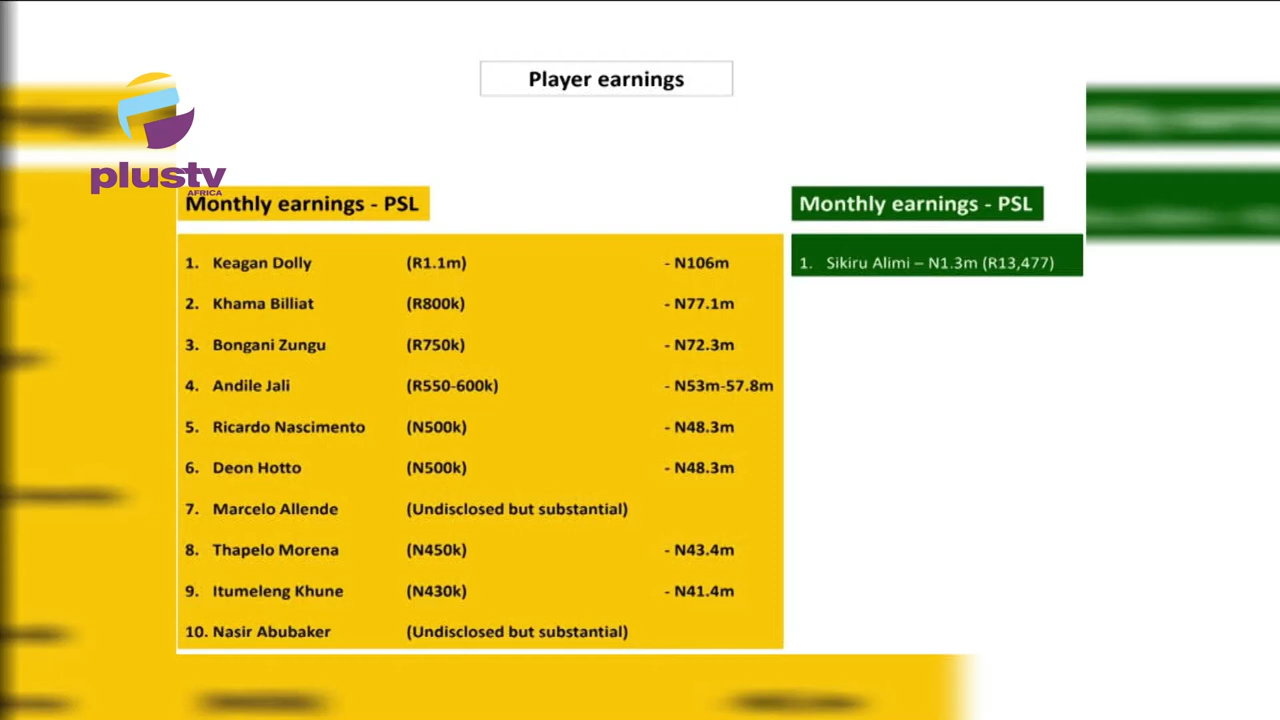 Player earnings
plustv
AFRICA
Monthly earnings - PSL
1. Keagan Dolly (R1.1m) - N106m
2. Khama Billiat (R800k) - N77.1m
3. Bongani Zungu (R750k) - N72.3m
4. Andile Jali (R550-600k) - N53m-57.8m
5. Ricardo Nascimento (N500k) - N48.3m
6. Deon Hotto (N500k) - N48.3m
7. Marcelo Allende (Undisclosed but substantial)
8. Thapelo Morena (N450k) - N43.4m
9. Itumeleng Khune (N430k) - N41.4m
10. Nasir Abubaker (Undisclosed but substantial)
Monthly earnings - PSL
1. Sikiru Alimi – N1.3m (R13,477)